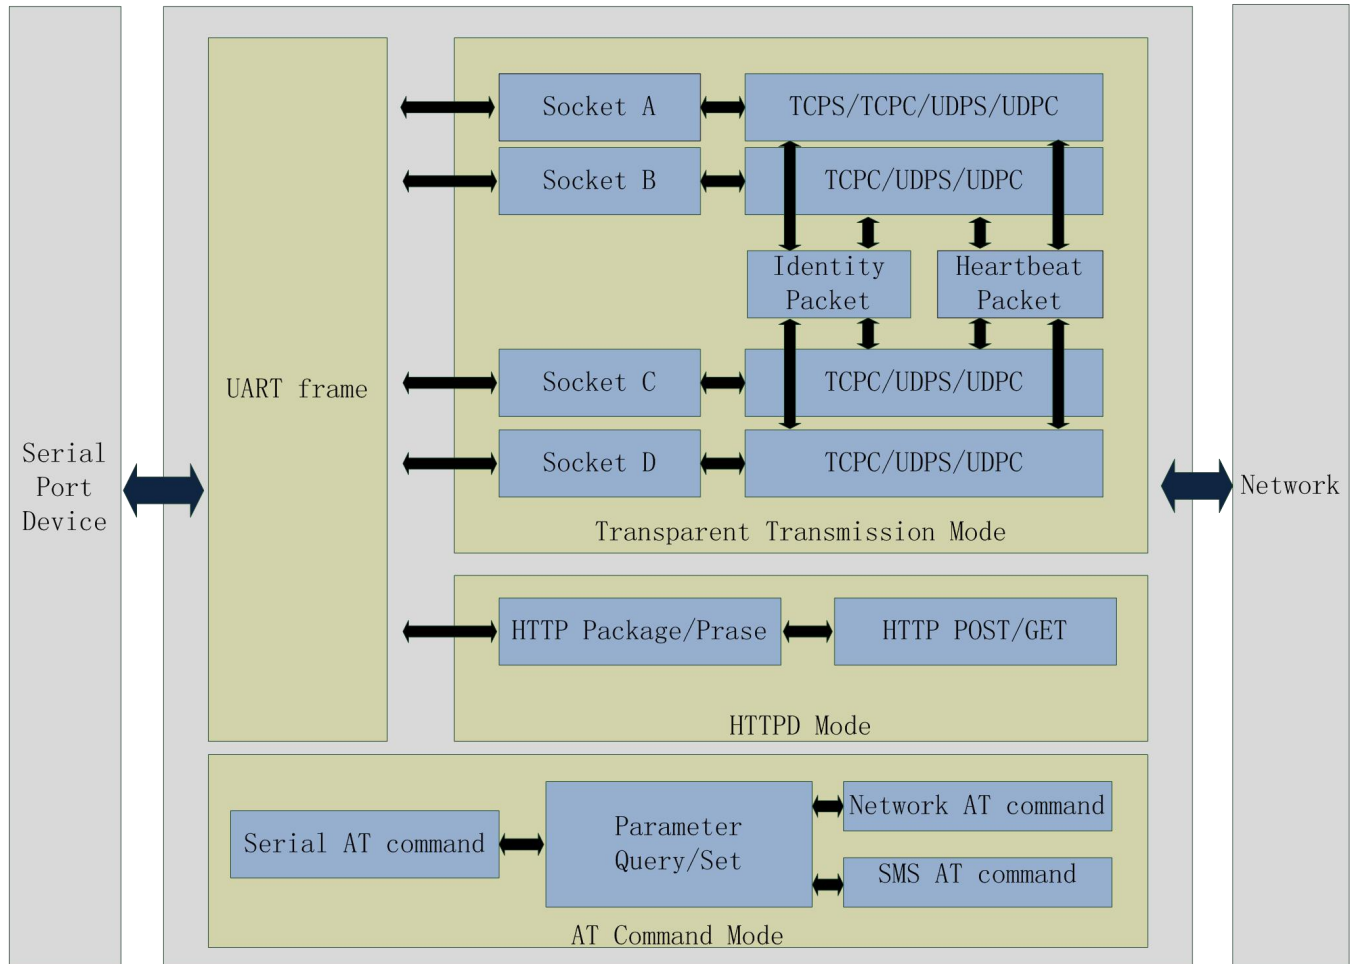 Serial
Port
Device
UART frame
Socket A
TCPS/TCPC/UDPS/UDPC
Socket B
TCPC/UDPS/UDPC
Identity
Packet
Heartbeat
Packet
Socket C
TCPC/UDPS/UDPC
Socket D
TCPC/UDPS/UDPC
Transparent Transmission Mode
HTTP Package/Prase
HTTP POST/GET
HTTPD Mode
Serial AT command
Parameter
Query/Set
Network AT command
SMS AT command
AT Command Mode
Network